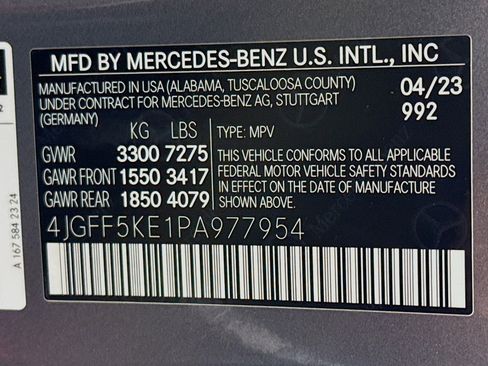 MFD BY MERCEDES-BENZ U.S. INTL., INC
MANUFACTURED IN USA (ALABAMA, TUSCALOOSA COUNTY)
UNDER CONTRACT FOR MERCEDES-BENZ AG, STUTTGART
(GERMANY)
04/23
992
KG LBS
GVWR 3300 7275
GAWR FRONT 1550 3417
GAWR REAR 1850 4079
TYPE: MPV
THIS VEHICLE CONFORMS TO ALL APPLICABLE
FEDERAL MOTOR VEHICLE SAFETY STANDARDS
IN EFFECT ON THE DATE OF MANUFACTURE
SHOWN ABOVE.
4JGFF5KE1PA977954
A 167 584 23 24